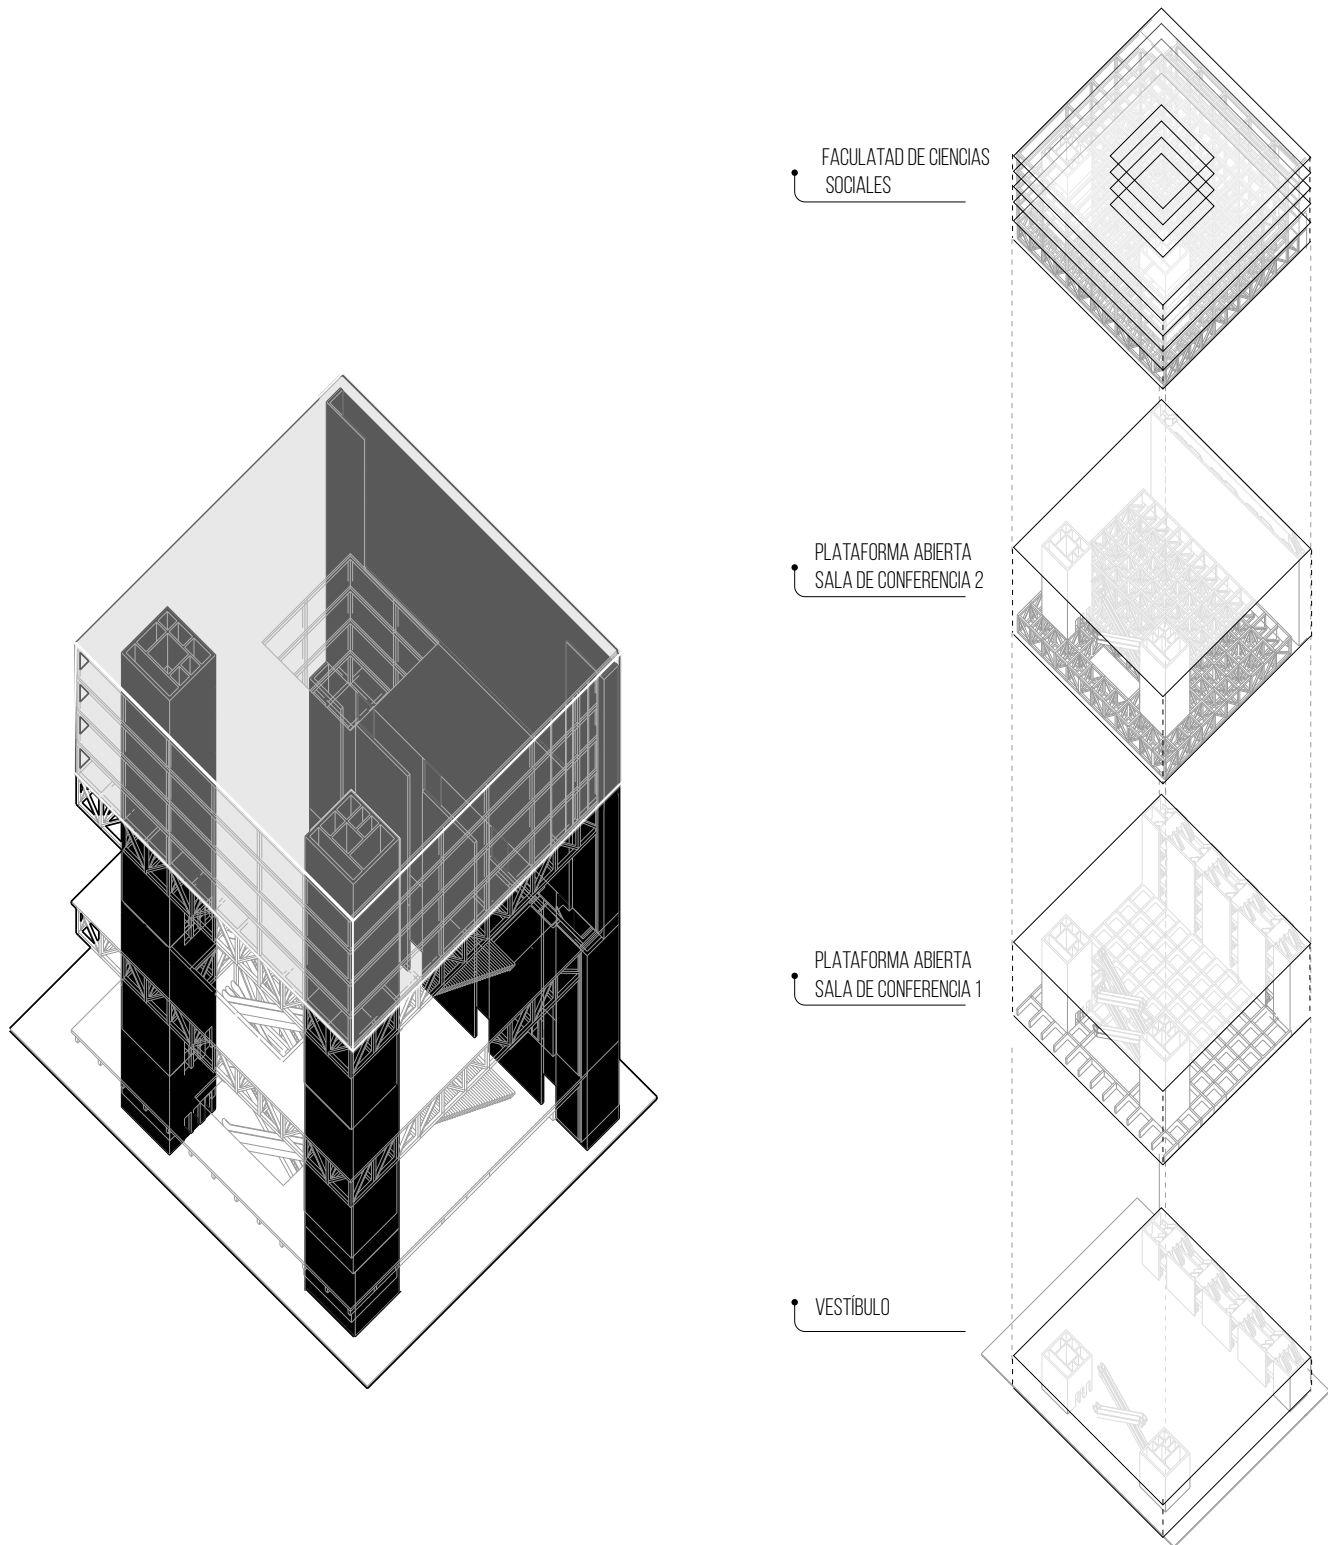 FACULATAD DE CIENCIAS
SOCIALES
PLATAFORMA ABIERTA
SALA DE CONFERENCIA 2
PLATAFORMA ABIERTA
SALA DE CONFERENCIA 1
VESTÍBULO